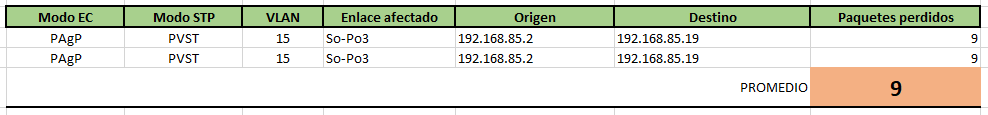 Modo EC Modo STP VLAN Enlace afectado Origen Destino Paquetes perdidos
PAgP PVST 15 So-Po3 192.168.85.2 192.168.85.19 9
PAgP PVST 15 So-Po3 192.168.85.2 192.168.85.19 9
PROMEDIO 9